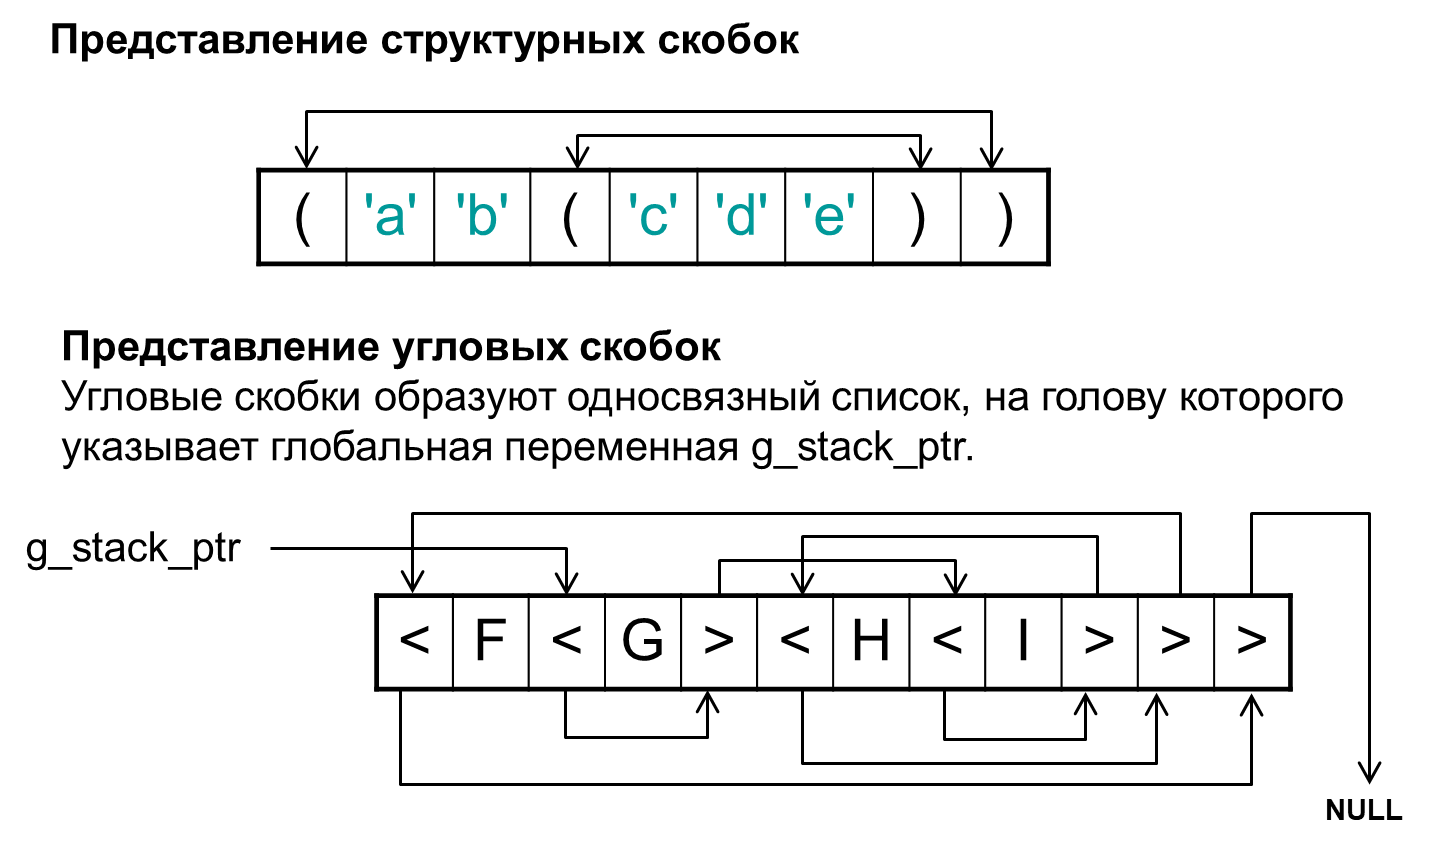 Представление структурных скобок
( 'a' 'b' ( 'c' 'd' 'e' ) )
Представление угловых скобок
Угловые скобки образуют односвязный список, на голову которого
указывает глобальная переменная g_stack_ptr.
g_stack_ptr
< F < G > < H < I > > >
NULL